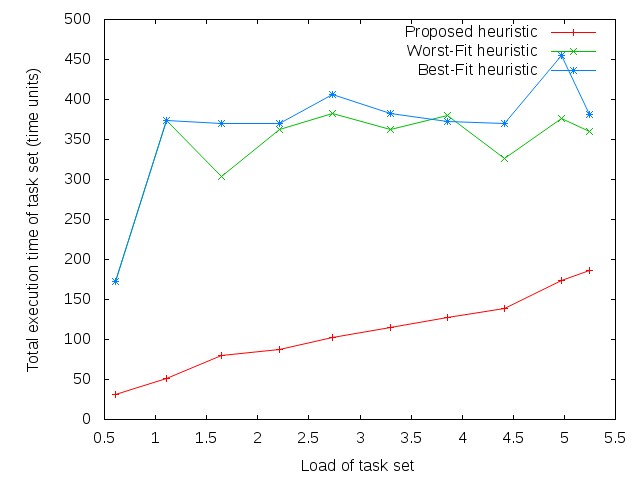 Proposed heuristic
Worst-Fit heuristic
Best-Fit heuristic
500
450
400
350
300
250
200
150
100
50
0
Total execution time of task set (time units)
0.5 1 1.5 2 2.5 3 3.5 4 4.5 5 5.5
Load of task set